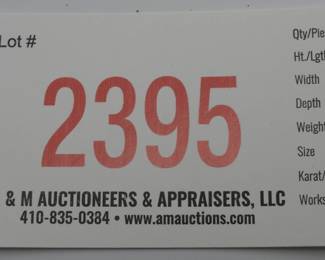 Lot #
2395
& M AUCTIONEERS & APPRAISERS, LLC
410-835-0384 • www.amauctions.com
Qty/Pie
Ht./Lgt
Width
Depth
Weight
Size
Karat/
Works